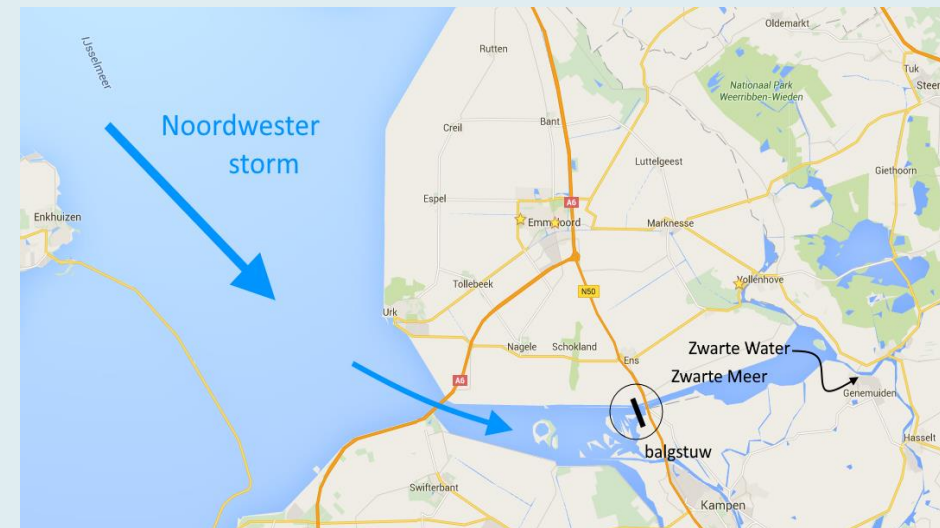 IJsselmeer
Noordwester
storm
Enkhuizen
Rutten
Creil
Bant
Espel
A6
Luttelgeest
Emmeloord
Marknesse
Oldemarkt
Tuk
Nationaal Park
Weerribben-Wieden
Giethoorn
Urk
Tollebeek
N50
Vollenhove
Nagele
Schokland
Ens
A6
Zwarte Water
Zwarte Meer
Genemuiden
balgstuw
Hasselt
Swifterbant
Kampen